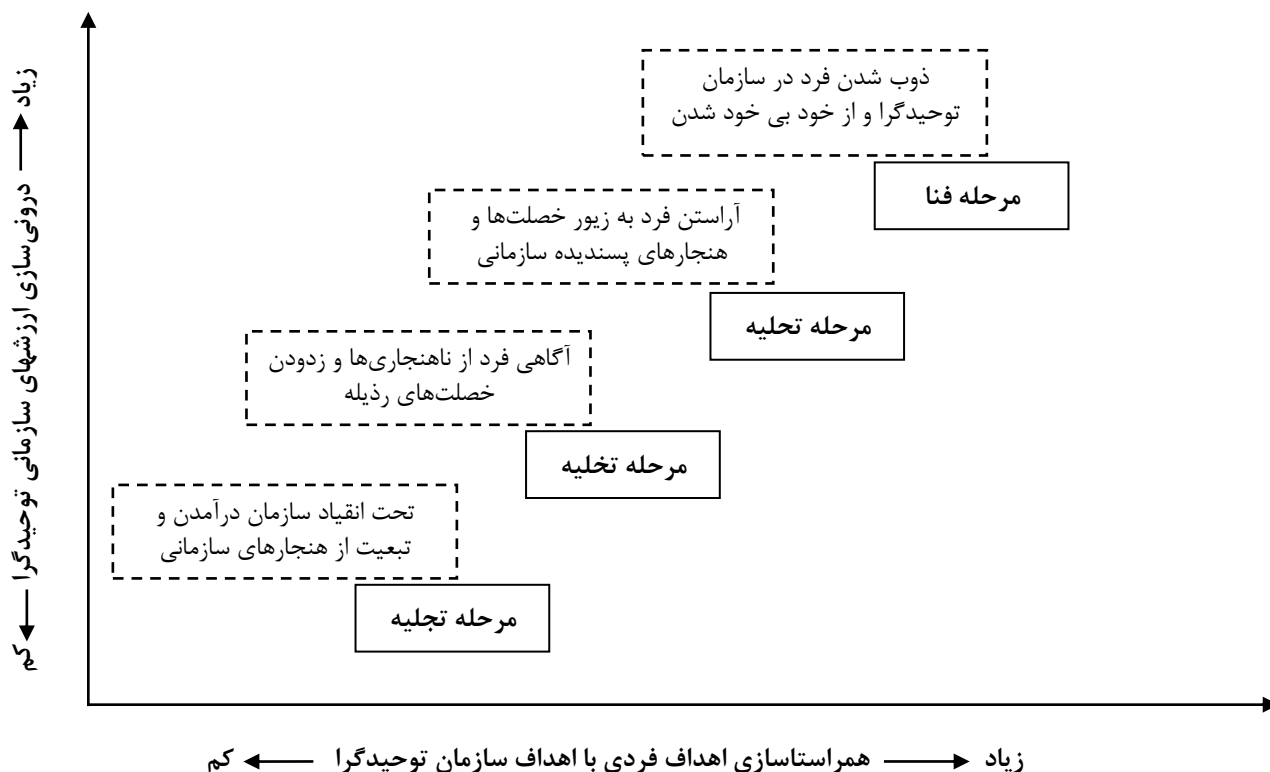 ذوب شدن فرد در سازمان
توحیدگرا و از خود بی خود شدن
مرحله فنا
آراستن فرد به زیور خصلت‌ها و
هنجارهای پسندیده سازمانی
مرحله تحلیه
آگاهی فرد از ناهنجاری‌ها و زدودن
خصلت‌های رذیله
مرحله تخلیه
تحت انقیاد سازمان درآمدن و
تبعیت از هنجارهای سازمانی
مرحله تجلیه
کم درونی‌سازی ارزشهای سازمانی توحیدگرا زیاد
زیاد همراستاسازی اهداف فردی با اهداف سازمان توحیدگرا کم